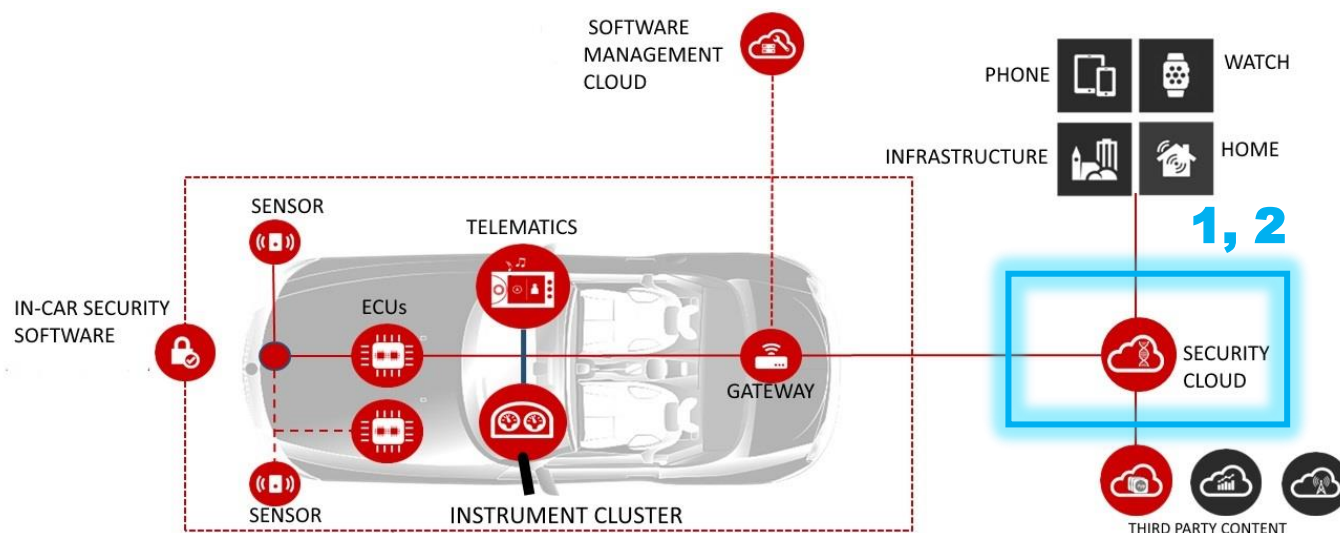 SOFTWARE
MANAGEMENT
CLOUD
PHONE
WATCH
INFRASTRUCTURE
HOME
1, 2
SENSOR
TELEMATICS
IN-CAR SECURITY
SOFTWARE
ECUs
GATEWAY
SECURITY
CLOUD
SENSOR
INSTRUMENT CLUSTER
THIRD PARTY CONTENT